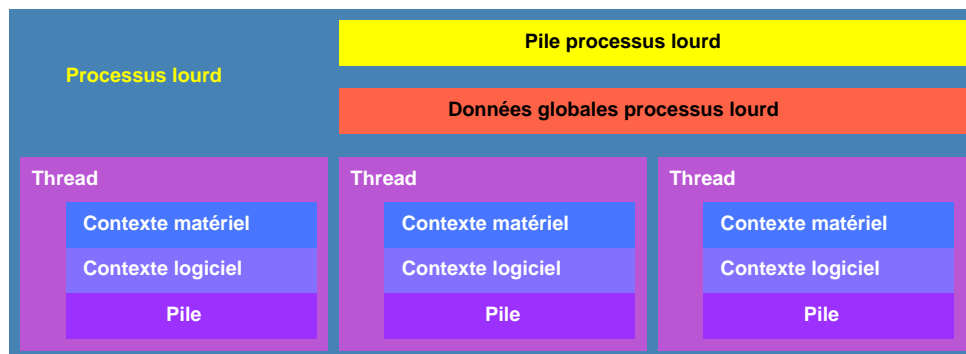 Pile processus lourd
Processus lourd
Données globales processus lourd
Thread
Contexte matériel
Contexte logiciel
Pile
Thread
Contexte matériel
Contexte logiciel
Pile
Thread
Contexte matériel
Contexte logiciel
Pile